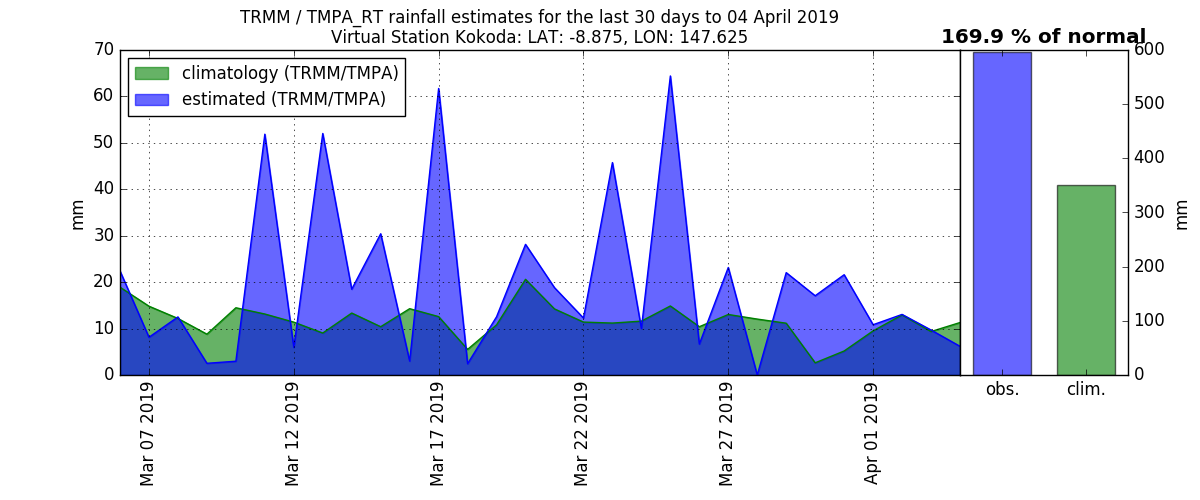 TRMM / TMPA_RT rainfall estimates for the last 30 days to 04 April 2019
Virtual Station Kokoda: LAT: -8.875, LON: 147.625
169.9 % of normal
climatology (TRMM/TMPA)
estimated (TRMM/TMPA)
mm
70
60
50
40
30
20
10
0
Mar 07 2019
Mar 12 2019
Mar 17 2019
Mar 22 2019
Mar 27 2019
Apr 01 2019
obs.
clim.
600
500
400
300
200
100
0
mm